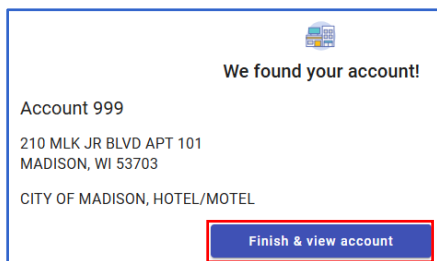 We found your account!
Account 999
210 MLK JR BLVD APT 101
MADISON, WI 53703
CITY OF MADISON, HOTEL/MOTEL
Finish & view account